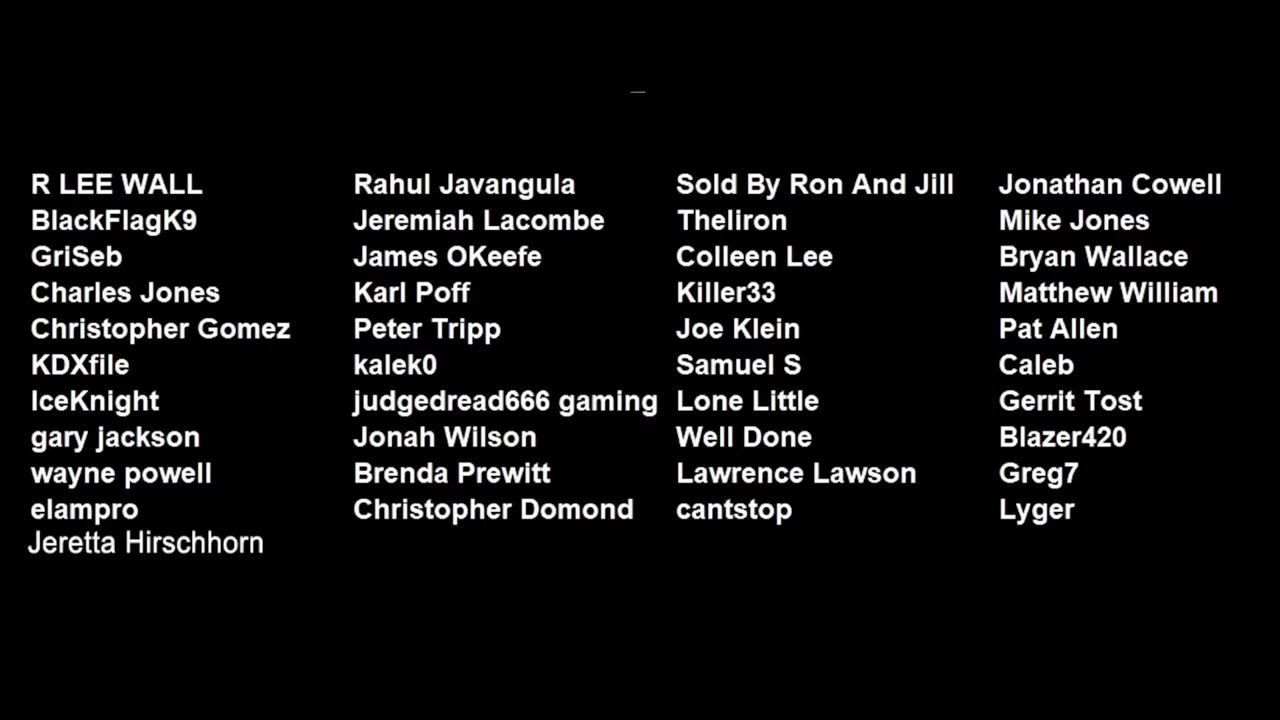 R LEE WALL
BlackFlagK9
GriSeb
Charles Jones
Christopher Gomez
KDXfile
IceKnight
gary jackson
wayne powell
elampro
Jeretta Hirschhorn
Rahul Javangula
Jeremiah Lacombe
James OKeefe
Karl Poff
Peter Tripp
kalek0
judgedread666 gaming
Jonah Wilson
Brenda Prewitt
Christopher Domond
Sold By Ron And Jill
Theliron
Colleen Lee
Killer33
Joe Klein
Samuel S
Lone Little
Well Done
Lawrence Lawson
cantstop
Jonathan Cowell
Mike Jones
Bryan Wallace
Matthew William
Pat Allen
Caleb
Gerrit Tost
Blazer420
Greg7
Lyger